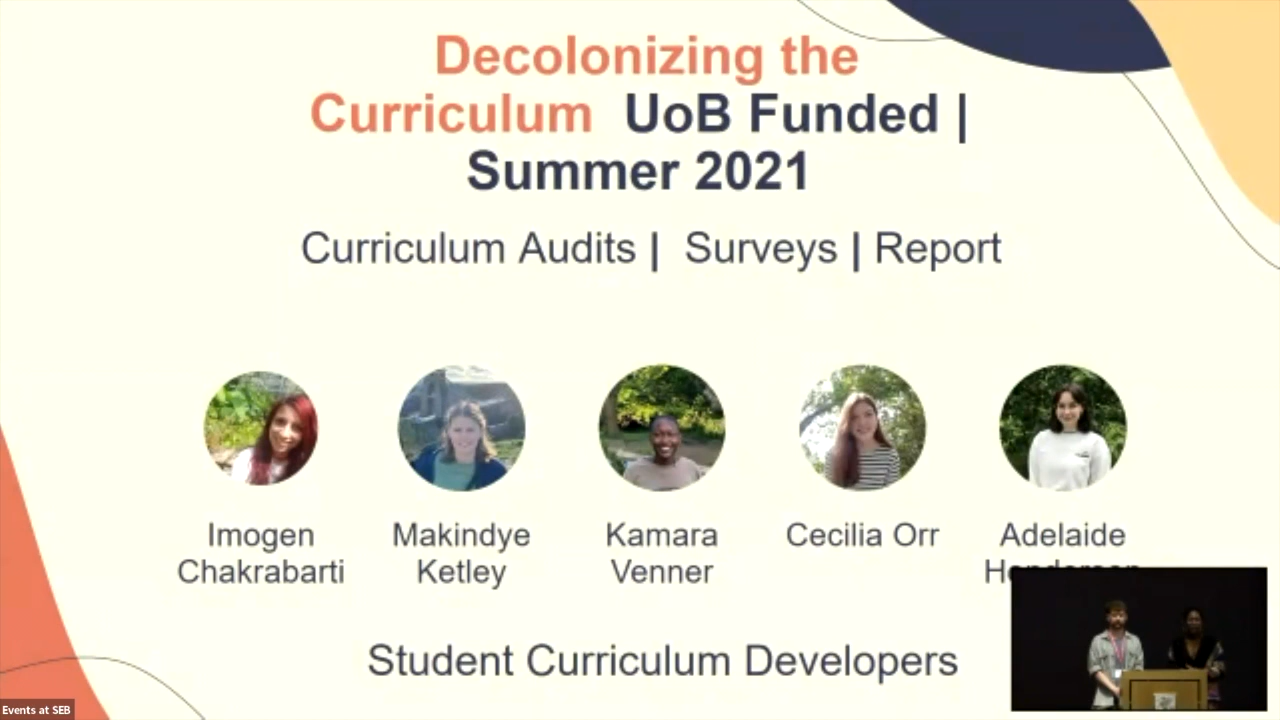 Decolonizing the
Curriculum UoB Funded |
Summer 2021
Curriculum Audits | Surveys | Report
Imogen
Chakrabarti
Makindye
Ketley
Kamara
Venner
Cecilia Orr
Adelaide
Student Curriculum Developers
Events at SEB